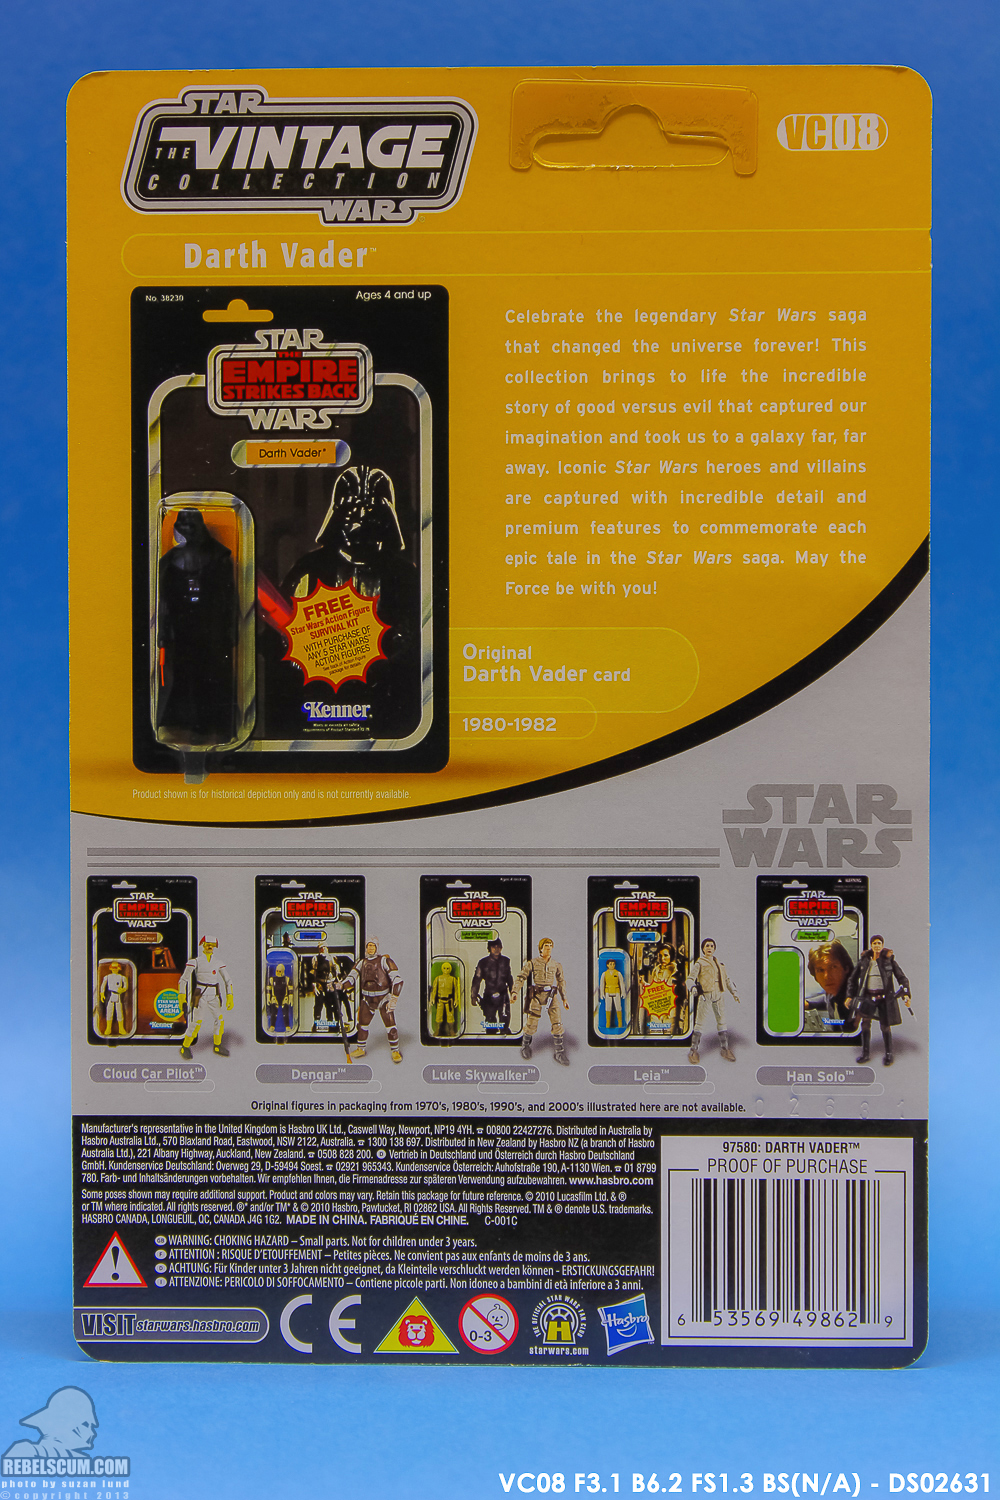 STAR
THE VINTAGE
COLLECTION
WARS
VC08
Darth Vader™
No. 38230
Ages 4 and up
STAR
THE
EMPIRE
STRIKES BACK
WARS
Darth Vader
FREE
Star Wars Action Figure
SURVIVAL KIT
WITH PURCHASE OF
ANY 5 STAR WARS
ACTION FIGURES
Kenner
Celebrate the legendary Star Wars saga
that changed the universe forever! This
collection brings to life the incredible
story of good versus evil that captured our
imagination and took us to a galaxy far, far
away. Iconic Star Wars heroes and villains
are captured with incredible detail and
premium features to commemorate each
epic tale in the Star Wars saga. May the
Force be with you!
Original
Darth Vader card
1980-1982
Product shown is for historical depiction only and is not currently available.
STAR
WARS
Cloud Car Pilot™
Dengar™
Luke Skywalker™
Leia™
Han Solo™
Original figures in packaging from 1970's, 1980's, 1990's, and 2000's illustrated here are not available.
02631
Manufacturer's representative in the United Kingdom is Hasbro UK Ltd., Caswell Way, Newport, NP19 4YH. ☎ 00800 22427276. Distributed in Australia by
Hasbro Australia Ltd., 570 Blaxland Road, Eastwood, NSW 2122, Australia. ☎ 1300 138 697. Distributed in New Zealand by Hasbro NZ (a branch of Hasbro
Australia Ltd.), 221 Albany Highway, Auckland, New Zealand. ☎ 0508 828 200. D Vertrieb in Deutschland und Österreich durch Hasbro Deutschland
GmbH. Kundenservice Deutschland: Overweg 29, D-59494 Soest. ☎ 02921 965343. Kundenservice Österreich: Auhofstraße 190, A-1130 Wien. ☎ 01 8799
780. Farb- und Inhaltsänderungen vorbehalten. Wir empfehlen Ihnen, die Firmenadresse zur späteren Verwendung aufzubewahren. www.hasbro.com
Some poses shown may require additional support. Product and colors may vary. Retain this package for future reference. © 2010 Lucasfilm Ltd. & ®
or TM where indicated. All rights reserved. ®* and/or TM* & © 2010 Hasbro, Pawtucket, RI 02862 USA. All Rights Reserved. TM & ® denote U.S. trademarks.
HASBRO CANADA, LONGUEUIL, QC, CANADA J4G 1G2. MADE IN CHINA. FABRIQUÉ EN CHINE. C-001C
WARNING: CHOKING HAZARD – Small parts. Not for children under 3 years.
ATTENTION : RISQUE D'ETOUFFEMENT – Petites pièces. Ne convient pas aux enfants de moins de 3 ans.
ACHTUNG: Für Kinder unter 3 Jahren nicht geeignet, da Kleinteile verschluckt werden können - ERSTICKUNGSGEFAHR!
ATTENZIONE: PERICOLO DI SOFFOCAMENTO – Contiene piccole parti. Non idoneo a bambini di età inferiore a 3 anni.
VISIT starwars.hasbro.com
CE
0-3
THE OFFICIAL STAR WARS FAN CLUB
starwars.com
Hasbro
97580: DARTH VADER™
PROOF OF PURCHASE
6 53569 49862 9
REBELSCUM.COM
photo by suzan lund
© copyright 2013
VC08 F3.1 B6.2 FS1.3 BS(N/A) - DS02631